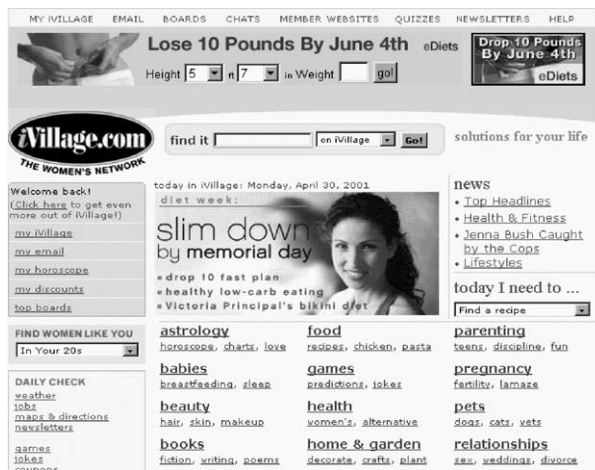 MY iVILLAGE EMAIL BOARDS CHATS MEMBER WEBSITES QUIZZES NEWSLETTERS HELP
Lose 10 Pounds By June 4th eDiets
Height 5 ft 7 in Weight go!
Drop 10 Pounds
By June 4th
eDiets
iVillage.com
THE WOMEN'S NETWORK
find it on iVillage Go!
solutions for your life
Welcome back!
(Click here to get even
more out of iVillage!)
my iVillage
my email
my horoscope
my discounts
top boards
FIND WOMEN LIKE YOU
In Your 20s
DAILY CHECK
weather
jobs
maps & directions
newsletters
games
jokes
coupons
today in iVillage: Monday, April 30, 2001
diet week:
slim down
by memorial day
• drop 10 fast plan
• healthy low-carb eating
• Victoria Principal's bikini diet
news
• Top Headlines
• Health & Fitness
• Jenna Bush Caught
by the Cops
• Lifestyles
today I need to ...
Find a recipe
astrology
horoscope, charts, love
food
recipes, chicken, pasta
parenting
teens, discipline, fun
babies
breastfeeding, sleep
games
predictions, jokes
pregnancy
fertility, lamaze
beauty
hair, skin, makeup
health
women's, alternative
pets
dogs, cats, vets
books
fiction, writing, poems
home & garden
decorate, crafts, plant
relationships
sex, weddings, divorce